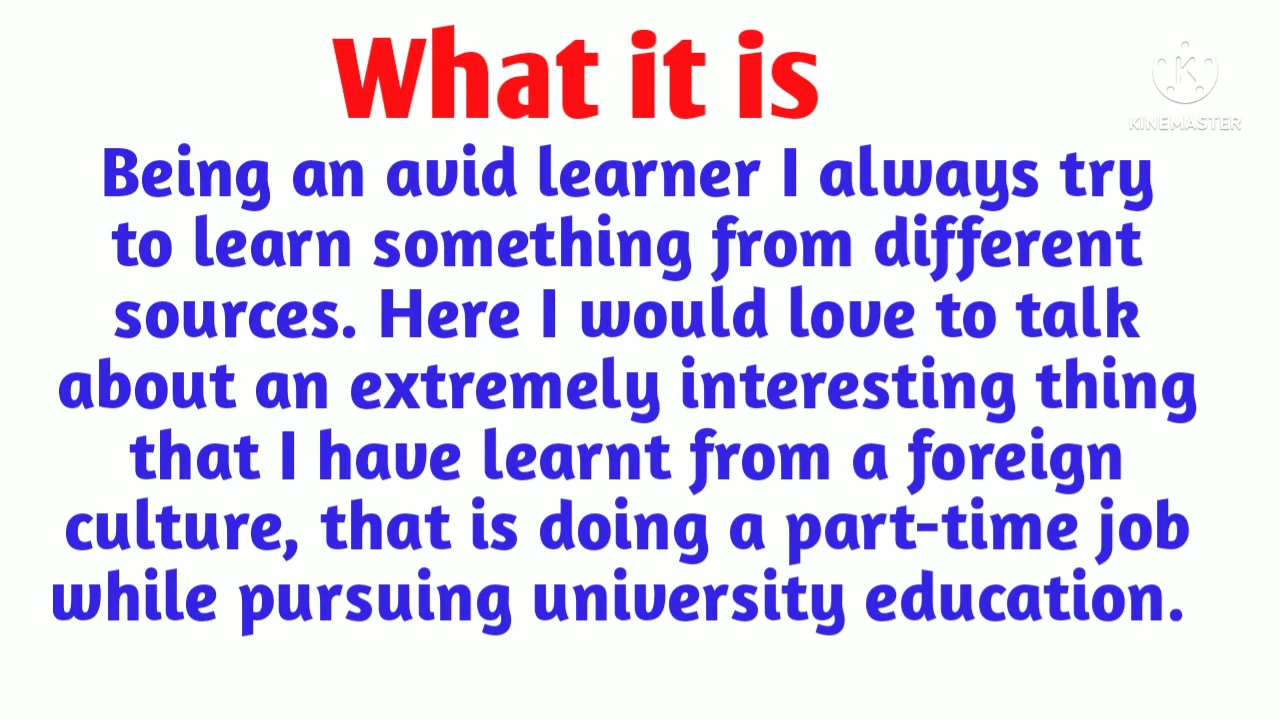 What it is
KINEMASTER
Being an avid learner I always try
to learn something from different
sources. Here I would love to talk
about an extremely interesting thing
that I have learnt from a foreign
culture, that is doing a part-time job
while pursuing university education.